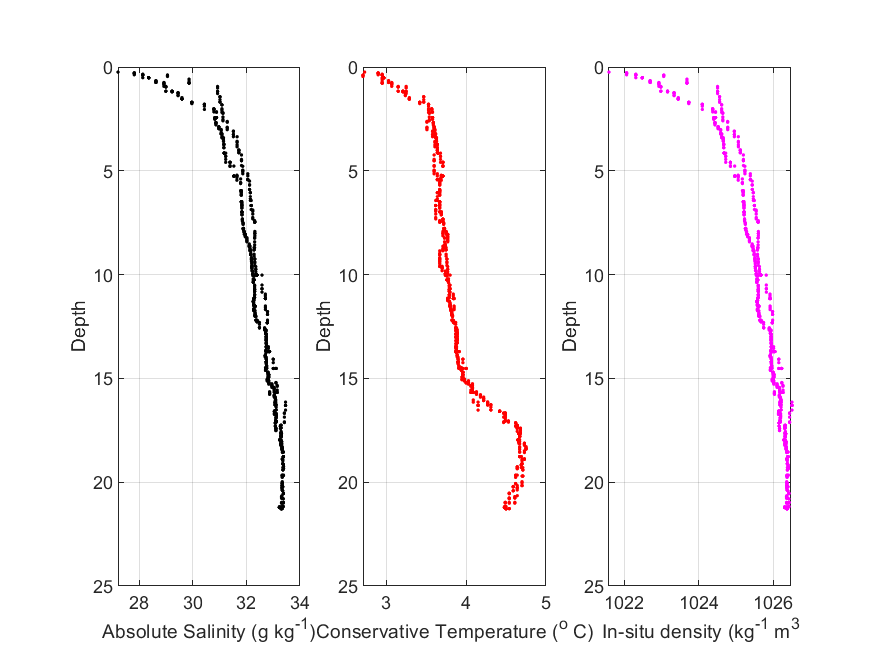 0
5
10
15
20
25
Depth
28 30 32 34
Absolute Salinity (g kg-1)
0
5
10
15
20
25
Depth
3 4 5
Conservative Temperature (o C)
0
5
10
15
20
25
Depth
1022 1024 1026
In-situ density (kg-1 m3